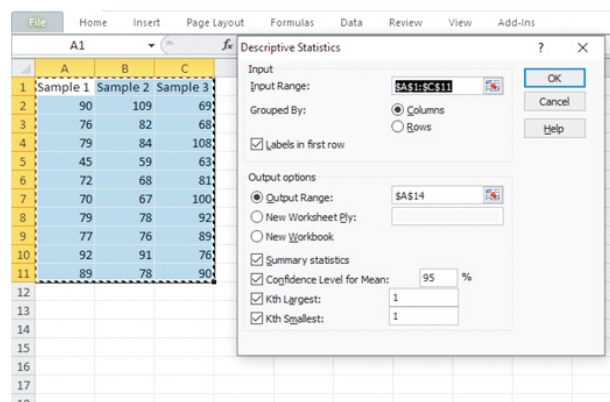 File Home Insert Page Layout Formulas Data Review View Add-Ins
A1 fx
A B C
1 Sample 1 Sample 2 Sample 3
2 90 109 69
3 76 82 68
4 79 84 108
5 45 59 63
6 72 68 81
7 70 67 100
8 79 78 92
9 77 76 89
10 92 91 76
11 89 78 90
12
13
14
15
16
17
Descriptive Statistics ? X
Input
Input Range: $A$1:$C$11
Grouped By: Columns
Rows
Labels in first row
OK
Cancel
Help
Output options
Output Range: $A$14
New Worksheet Ply:
New Workbook
Summary statistics
Confidence Level for Mean: 95 %
Kth Largest: 1
Kth Smallest: 1